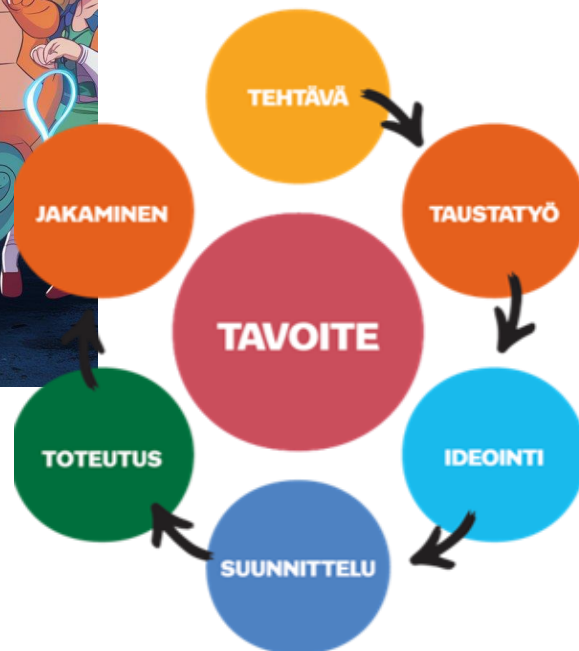 TEHTÄVÄ
TAUSTATYÖ
IDEOINTI
SUUNNITTELU
TOTEUTUS
JAKAMINEN
TAVOITE